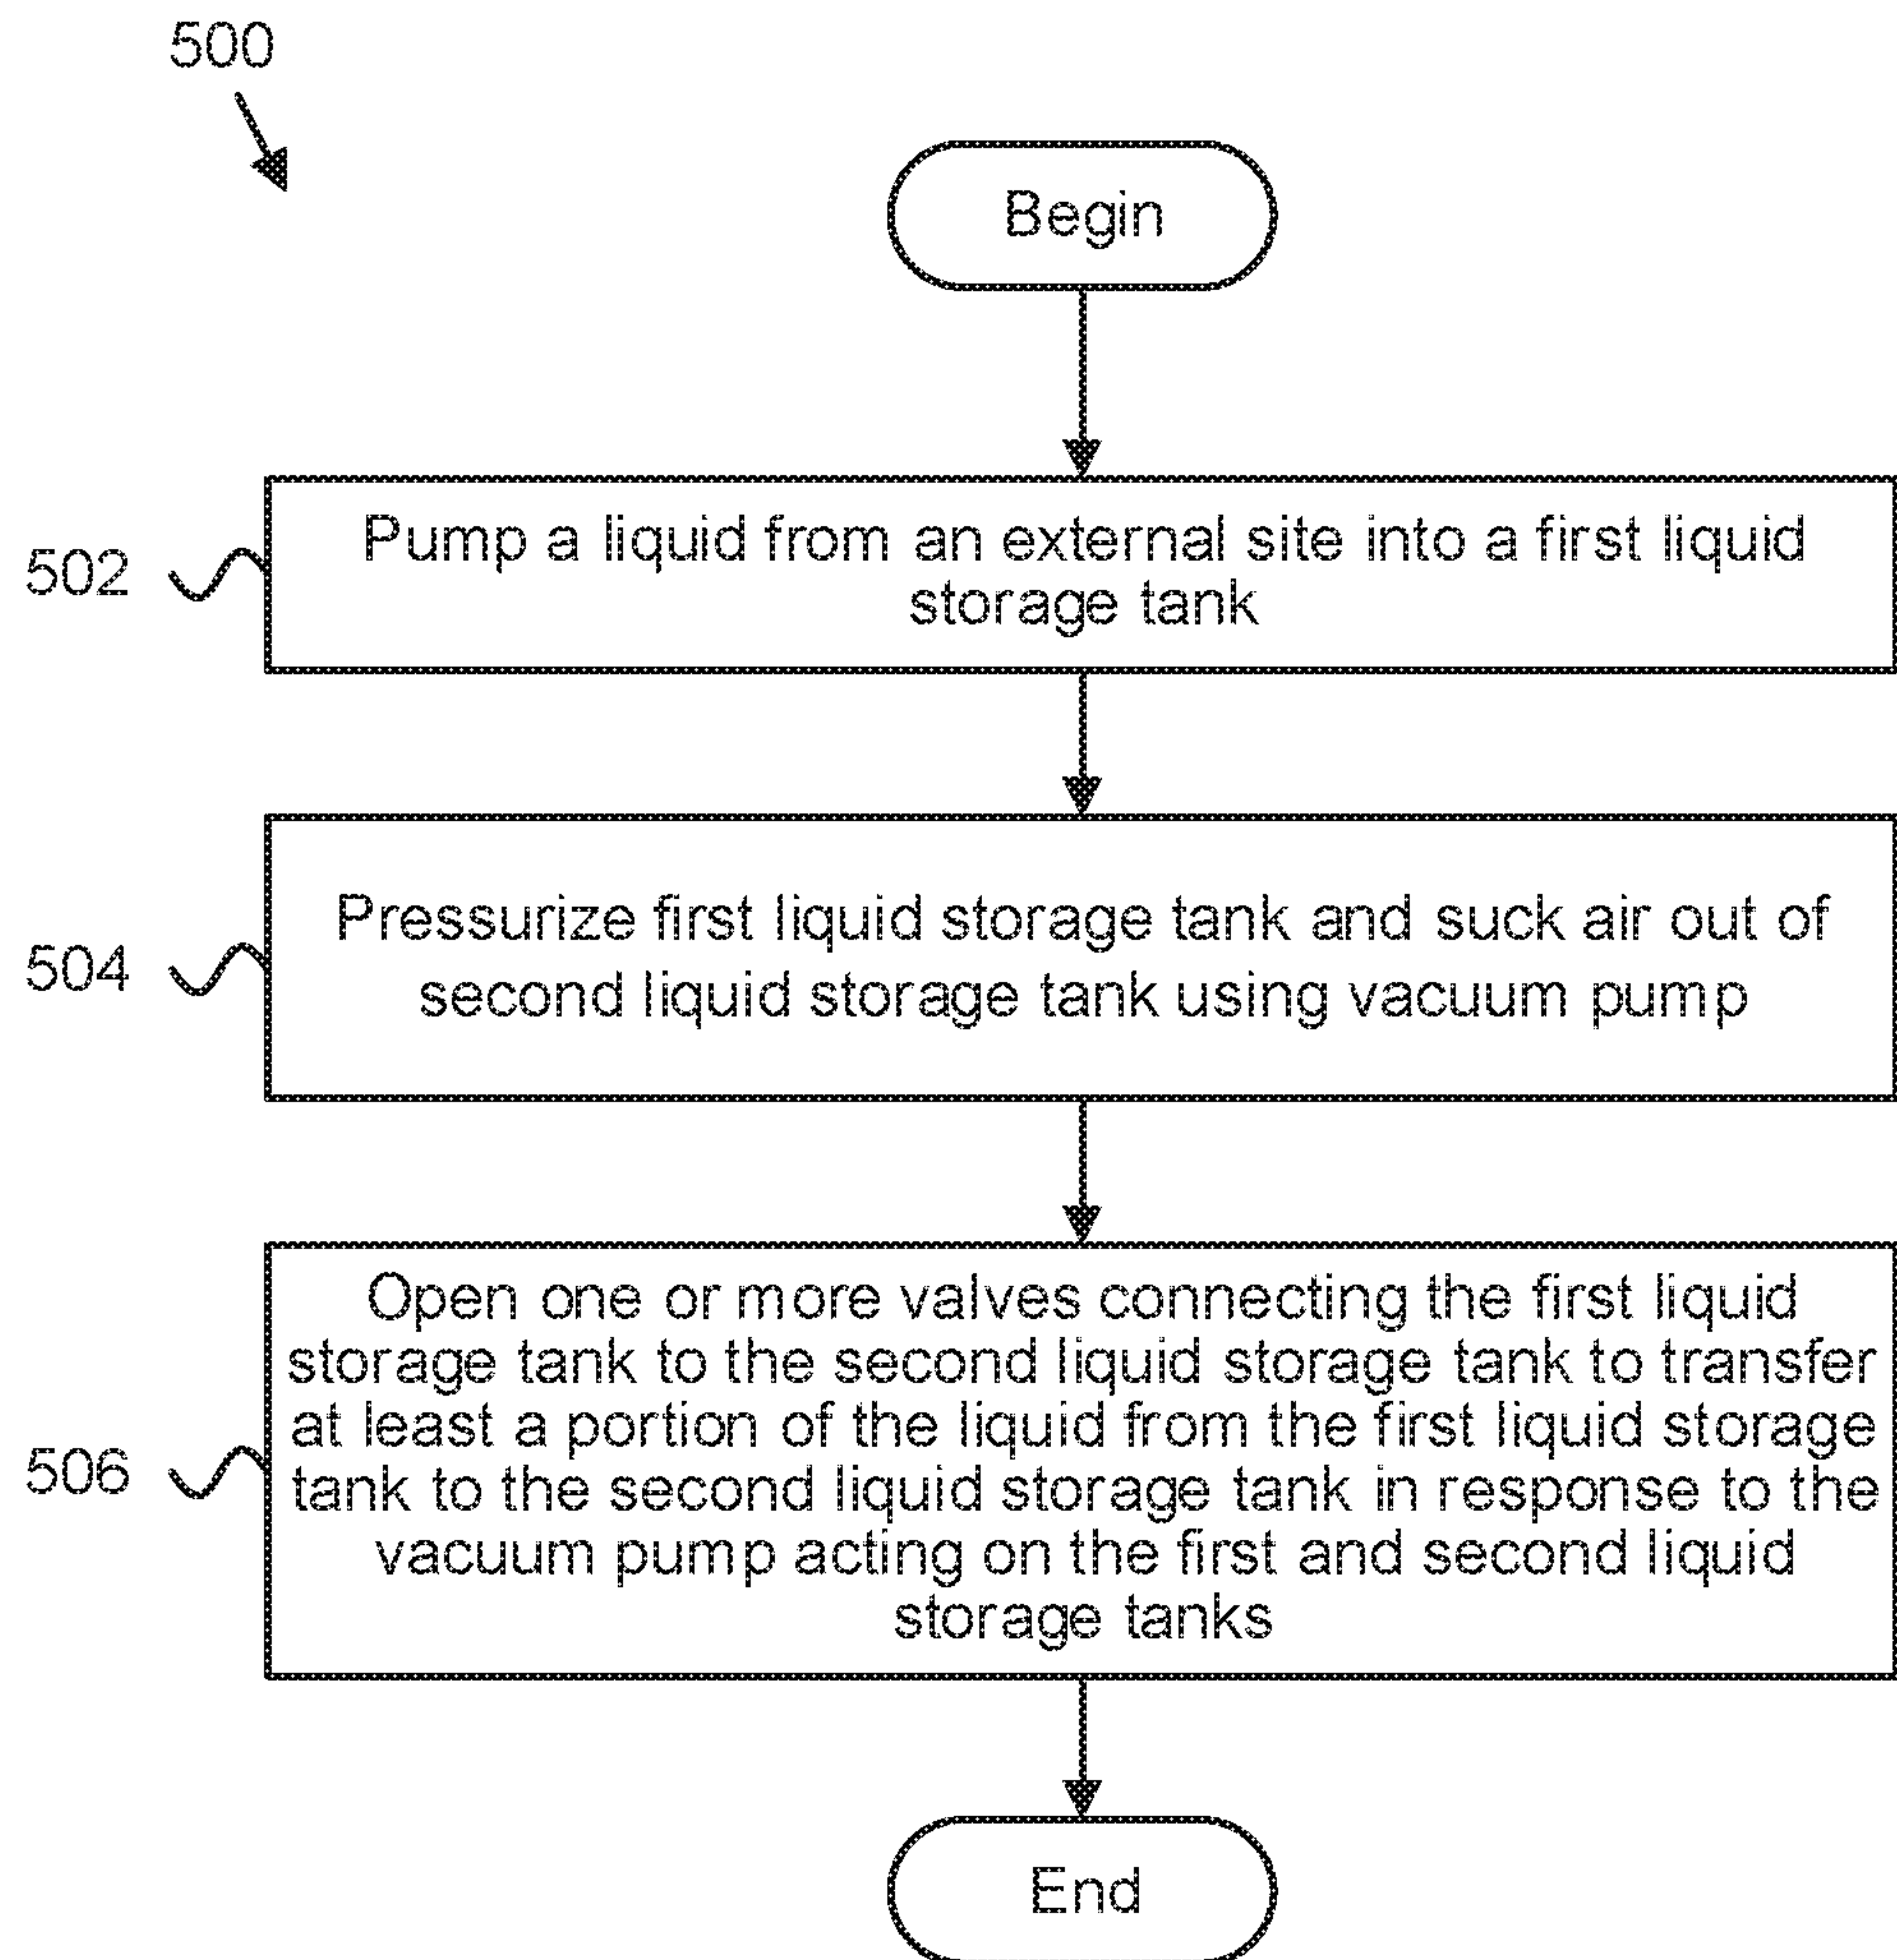 500
Begin
502
Pump a liquid from an external site into a first liquid
storage tank
504
Pressurize first liquid storage tank and suck air out of
second liquid storage tank using vacuum pump
506
Open one or more valves connecting the first liquid
storage tank to the second liquid storage tank to transfer
at least a portion of the liquid from the first liquid storage
tank to the second liquid storage tank in response to the
vacuum pump acting on the first and second liquid
storage tanks
End